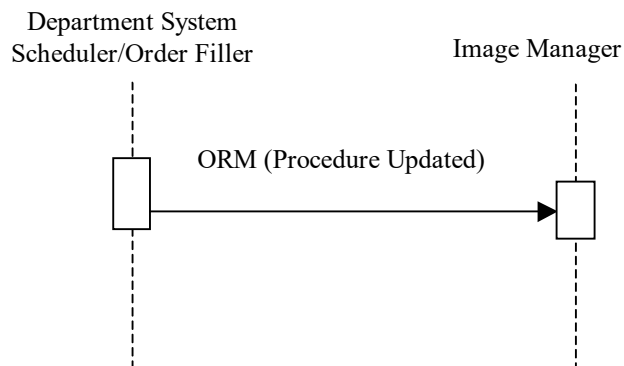 Department System
Scheduler/Order Filler
Image Manager
ORM (Procedure Updated)